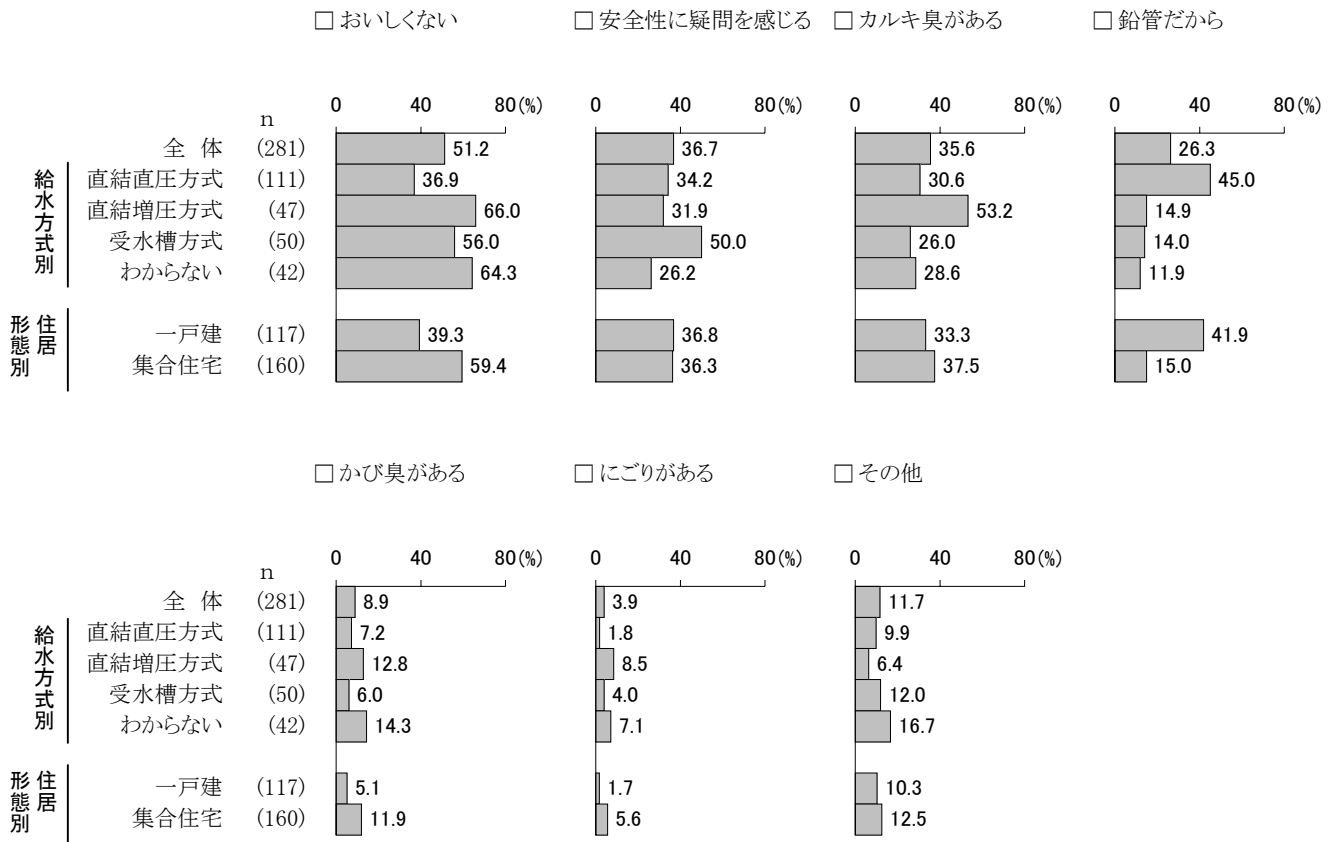 □ おいしくない □ 安全性に疑問を感じる □ カルキ臭がある □ 鉛管だから
0 40 80(%) 0 40 80(%) 0 40 80(%) 0 40 80(%)
n
全 体 (281) 51.2 36.7 35.6 26.3
給水方式別
直結直圧方式 (111) 36.9 34.2 30.6 45.0
直結増圧方式 (47) 66.0 31.9 53.2 14.9
受水槽方式 (50) 56.0 50.0 26.0 14.0
わからない (42) 64.3 26.2 28.6 11.9
住居形態別
一戸建 (117) 39.3 36.8 33.3 41.9
集合住宅 (160) 59.4 36.3 37.5 15.0
□ かび臭がある □ にごりがある □ その他
0 40 80(%) 0 40 80(%) 0 40 80(%)
n
全 体 (281) 8.9 3.9 11.7
給水方式別
直結直圧方式 (111) 7.2 1.8 9.9
直結増圧方式 (47) 12.8 8.5 6.4
受水槽方式 (50) 6.0 4.0 12.0
わからない (42) 14.3 7.1 16.7
住居形態別
一戸建 (117) 5.1 1.7 10.3
集合住宅 (160) 11.9 5.6 12.5